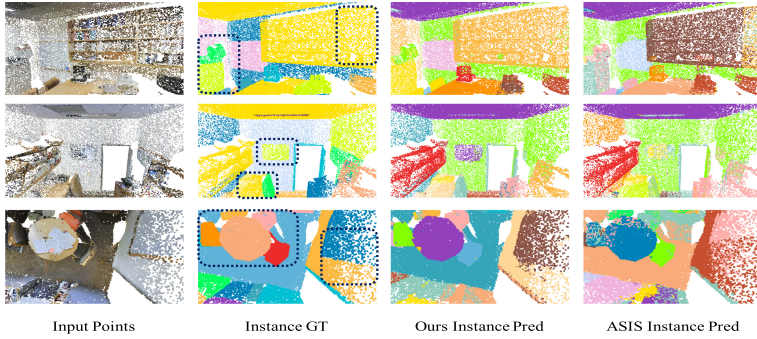 Input Points
Instance GT
Ours Instance Pred
ASIS Instance Pred